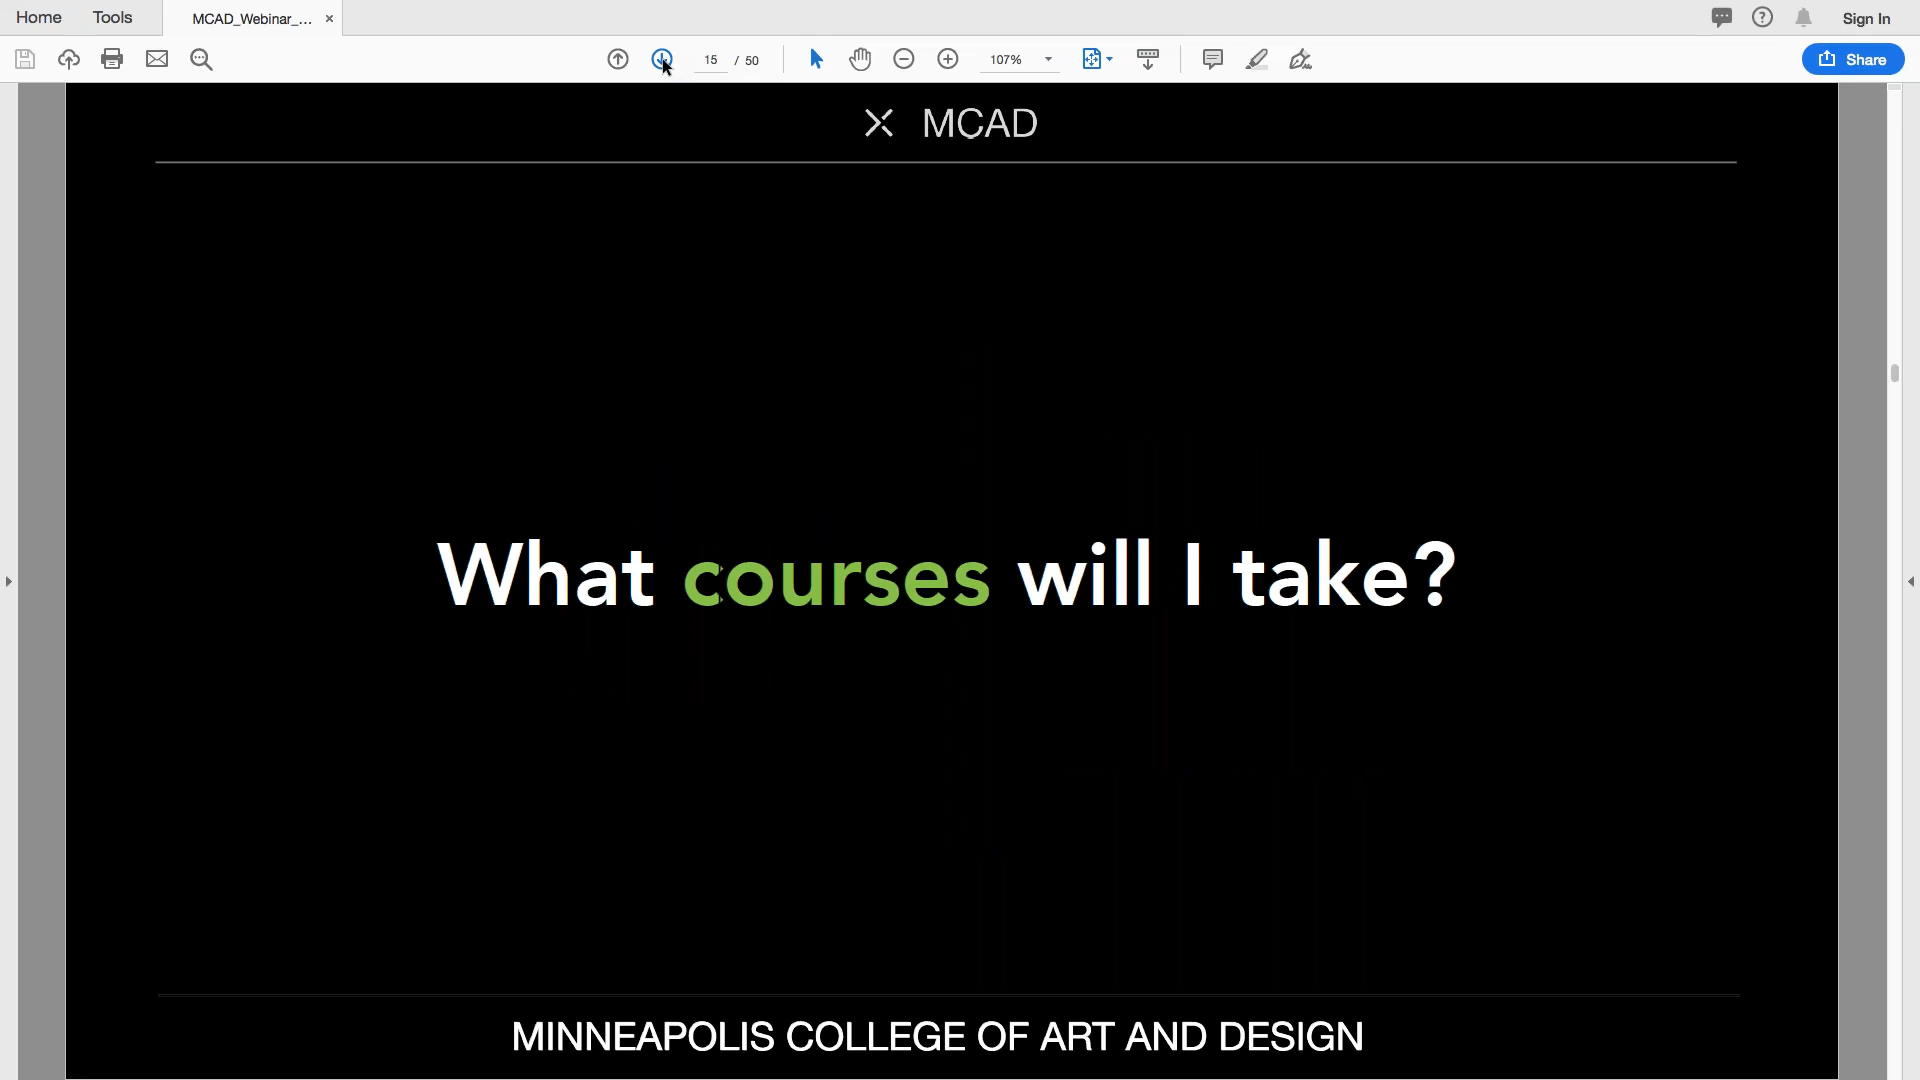 Home Tools MCAD_Webinar_... × Sign In
15 / 50 107% Share
MCAD
What courses will I take?
MINNEAPOLIS COLLEGE OF ART AND DESIGN